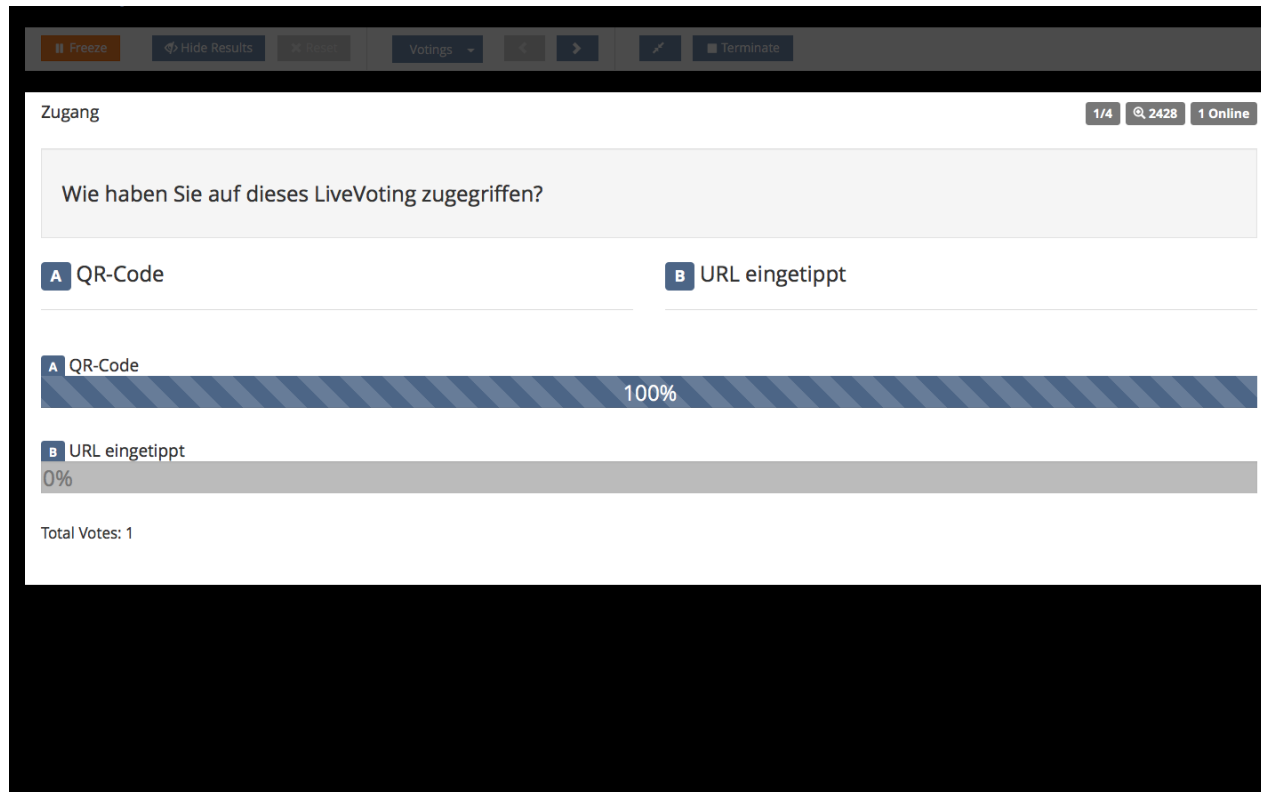 Freeze Hide Results Reset Votings Terminate
Zugang 1/4 2428 1 Online
Wie haben Sie auf dieses LiveVoting zugegriffen?
A QR-Code B URL eingetippt
A QR-Code
100%
B URL eingetippt
0%
Total Votes: 1